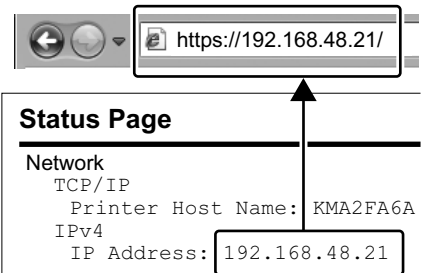 https://192.168.48.21/
Status Page
Network
TCP/IP
Printer Host Name: KMA2FA6A
IPv4
IP Address: 192.168.48.21